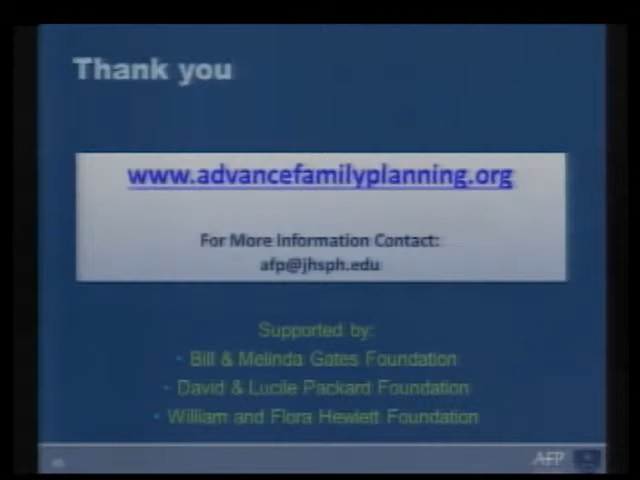 Thank you
www.advancefamilyplanning.org
For More Information Contact:
afp@jhsph.edu
Supported by:
• Bill & Melinda Gates Foundation
• David & Lucile Packard Foundation
• William and Flora Hewlett Foundation
AFP